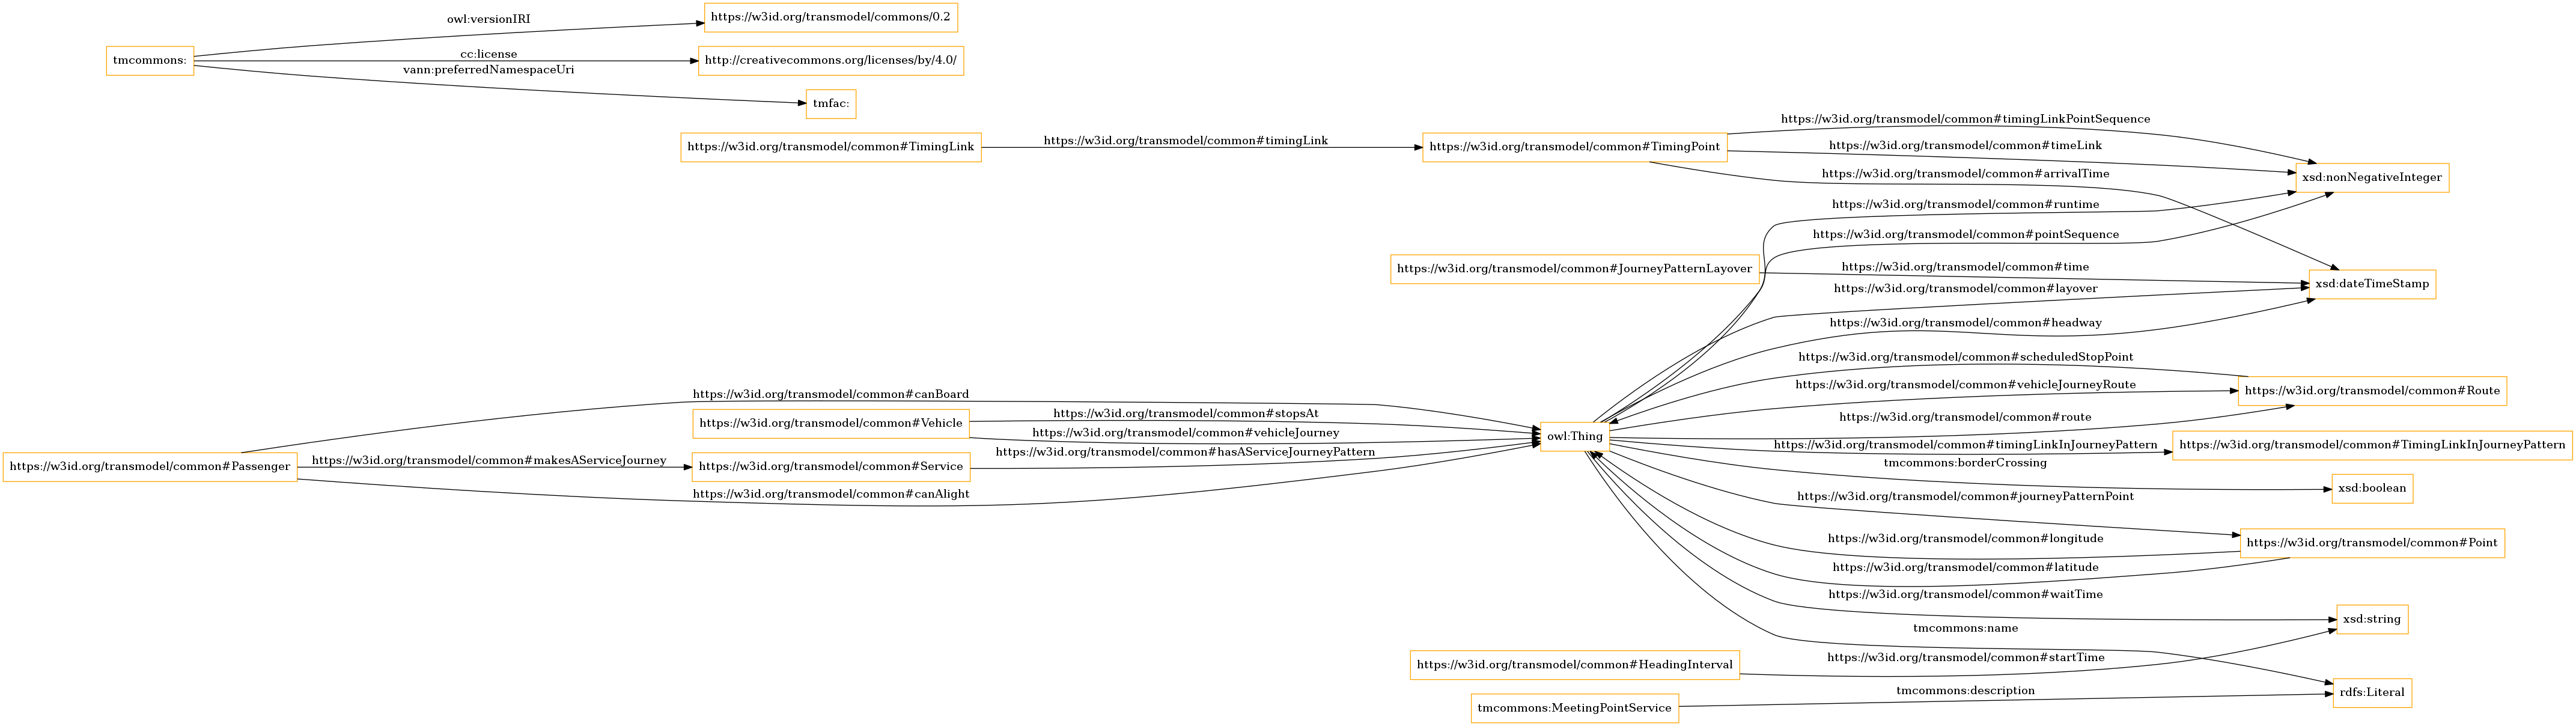 owl:versionIRI
https://w3id.org/transmodel/commons/0.2
tmcommons:
cc:license
http://creativecommons.org/licenses/by/4.0/
vann:preferredNamespaceUri
tmfac:
https://w3id.org/transmodel/common#TimingLink
https://w3id.org/transmodel/common#timingLink
https://w3id.org/transmodel/common#TimingPoint
https://w3id.org/transmodel/common#timingLinkPointSequence
https://w3id.org/transmodel/common#timeLink
https://w3id.org/transmodel/common#arrivalTime
xsd:nonNegativeInteger
https://w3id.org/transmodel/common#runtime
https://w3id.org/transmodel/common#pointSequence
https://w3id.org/transmodel/common#JourneyPatternLayover
https://w3id.org/transmodel/common#time
xsd:dateTimeStamp
https://w3id.org/transmodel/common#layover
https://w3id.org/transmodel/common#headway
https://w3id.org/transmodel/common#scheduledStopPoint
https://w3id.org/transmodel/common#vehicleJourneyRoute
https://w3id.org/transmodel/common#Route
https://w3id.org/transmodel/common#canBoard
https://w3id.org/transmodel/common#Vehicle
https://w3id.org/transmodel/common#stopsAt
https://w3id.org/transmodel/common#vehicleJourney
owl:Thing
https://w3id.org/transmodel/common#route
https://w3id.org/transmodel/common#timingLinkInJourneyPattern
https://w3id.org/transmodel/common#TimingLinkInJourneyPattern
https://w3id.org/transmodel/common#Passenger
https://w3id.org/transmodel/common#makesAServiceJourney
https://w3id.org/transmodel/common#Service
https://w3id.org/transmodel/common#hasAServiceJourneyPattern
tmcommons:borderCrossing
xsd:boolean
https://w3id.org/transmodel/common#canAlight
https://w3id.org/transmodel/common#journeyPatternPoint
https://w3id.org/transmodel/common#longitude
https://w3id.org/transmodel/common#Point
https://w3id.org/transmodel/common#latitude
https://w3id.org/transmodel/common#waitTime
xsd:string
tmcommons:name
https://w3id.org/transmodel/common#HeadingInterval
https://w3id.org/transmodel/common#startTime
tmcommons:MeetingPointService
tmcommons:description
rdfs:Literal